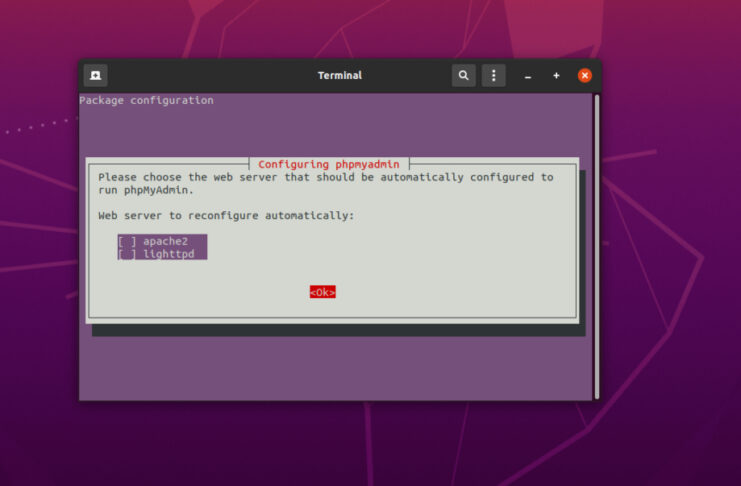 Terminal
Package configuration
Configuring phpmyadmin
Please choose the web server that should be automatically configured to
run phpMyAdmin.
Web server to reconfigure automatically:
[ ] apache2
[ ] lighttpd
<Ok>